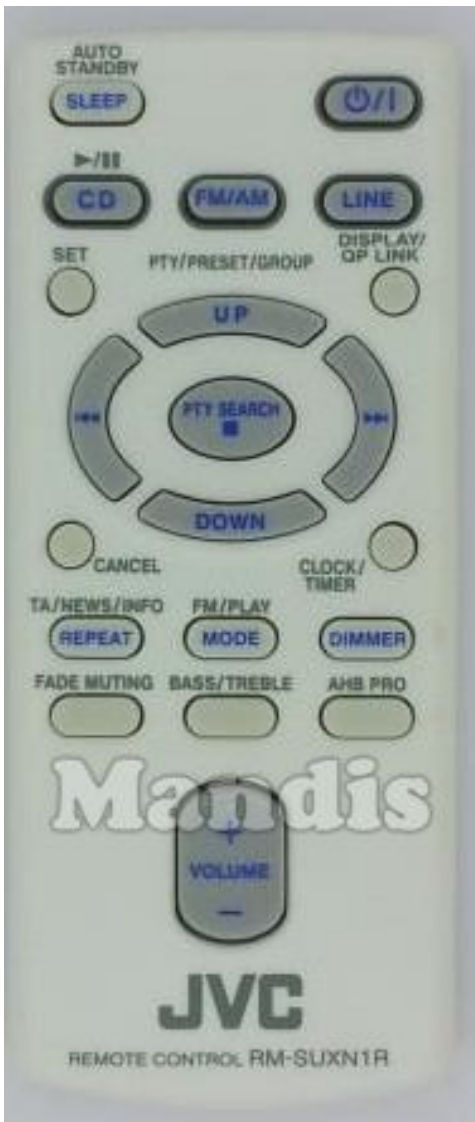 AUTO
STANDBY
SLEEP
⏻/I
►/▮▮
CD
FM/AM
LINE
SET
PTY/PRESET/GROUP
DISPLAY/
QP LINK
UP
PTY SEARCH
DOWN
CANCEL
CLOCK/
TIMER
TA/NEWS/INFO
FM/PLAY
REPEAT
MODE
DIMMER
FADE MUTING
BASS/TREBLE
AHB PRO
Mandis
+
VOLUME
–
JVC
REMOTE CONTROL RM-SUXN1R